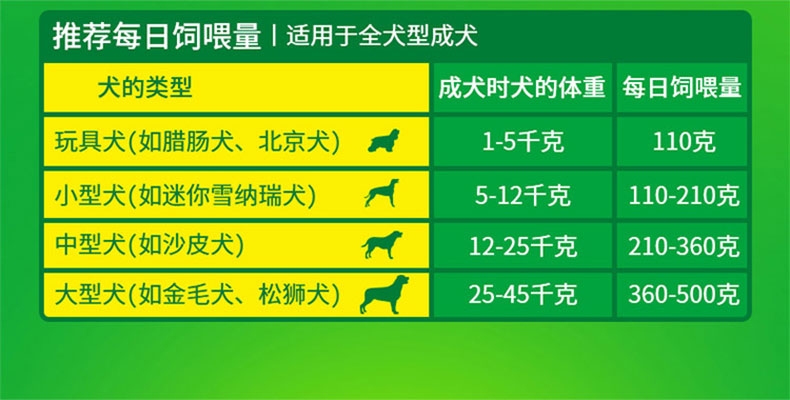 推荐每日饲喂量 | 适用于全犬型成犬
犬的类型 成犬时犬的体重 每日饲喂量
玩具犬(如腊肠犬、北京犬) 1-5千克 110克
小型犬(如迷你雪纳瑞犬) 5-12千克 110-210克
中型犬(如沙皮犬) 12-25千克 210-360克
大型犬(如金毛犬、松狮犬) 25-45千克 360-500克